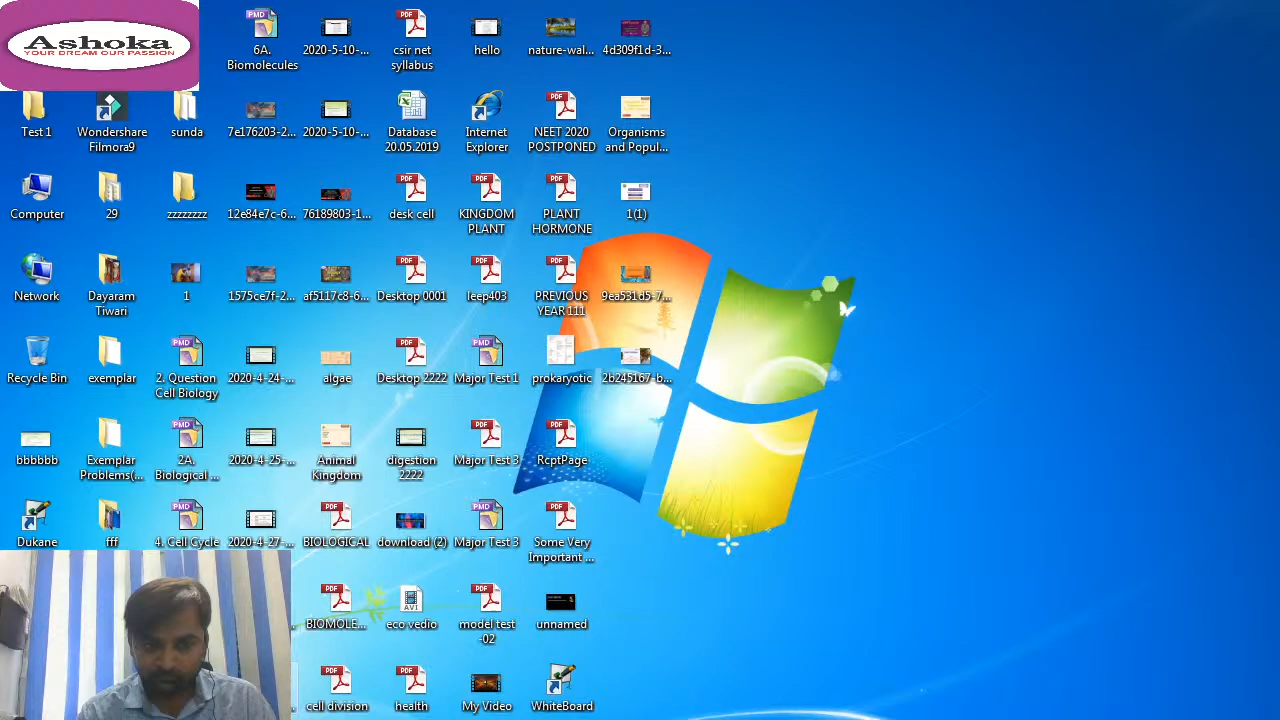 Ashoka
YOUR DREAM OUR PASSION
6A.
Biomolecules
2020-5-10-...
csir net
syllabus
hello
nature-wal...
4d309f1d-3...
Test 1
Wondershare
Filmora9
sunda
7e176203-2...
2020-5-10-...
Database
20.05.2019
Internet
Explorer
NEET 2020
POSTPONED
Organisms
and Popul...
Computer
29
zzzzzzzz
12e84e7c-6...
76189803-1...
desk cell
KINGDOM
PLANT
PLANT
HORMONE
1(1)
Network
Dayaram
Tiwari
1
1575ce7f-2...
af5117c8-6...
Desktop 0001
leep403
PREVIOUS
YEAR 111
9ea531d5-7...
Recycle Bin
exemplar
2. Question
Cell Biology
2020-4-24-...
algae
Desktop 2222
Major Test 1
prokaryotic
2b245167-b...
bbbbbb
Exemplar
Problems(...
2A.
Biological ...
2020-4-25-...
Animal
Kingdom
digestion
2222
Major Test 3
RcptPage
Dukane
fff
4. Cell Cycle
2020-4-27-...
BIOLOGICAL
download (2)
Major Test 3
Some Very
Important ...
BIOMOLE...
eco vedio
model test
-02
unnamed
cell division
health
My Video
WhiteBoard